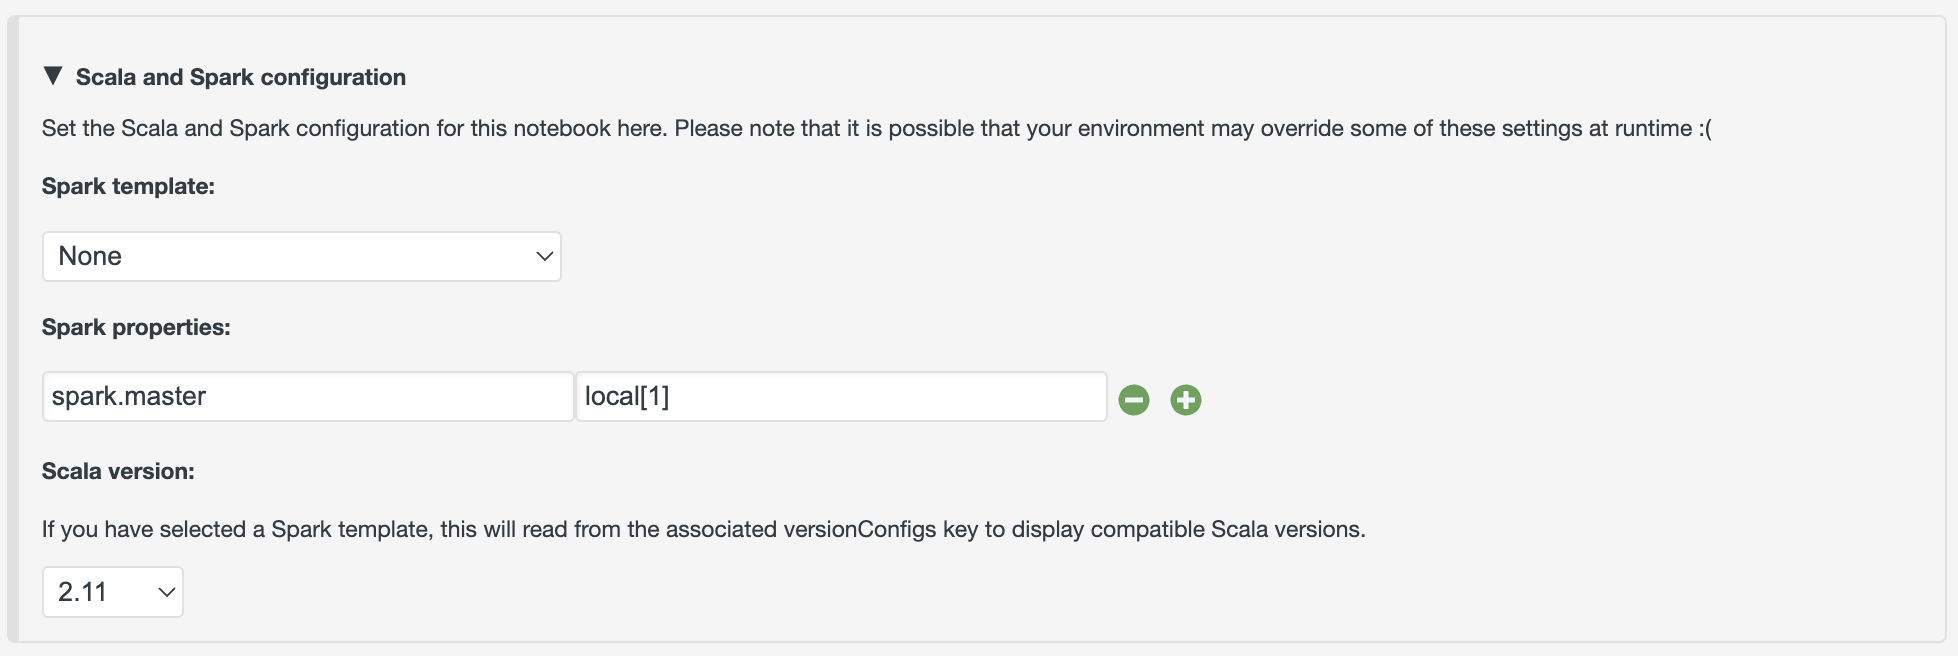 Scala and Spark configuration
Set the Scala and Spark configuration for this notebook here. Please note that it is possible that your environment may override some of these settings at runtime :(
Spark template:
None
Spark properties:
spark.master local[1]
Scala version:
If you have selected a Spark template, this will read from the associated versionConfigs key to display compatible Scala versions.
2.11